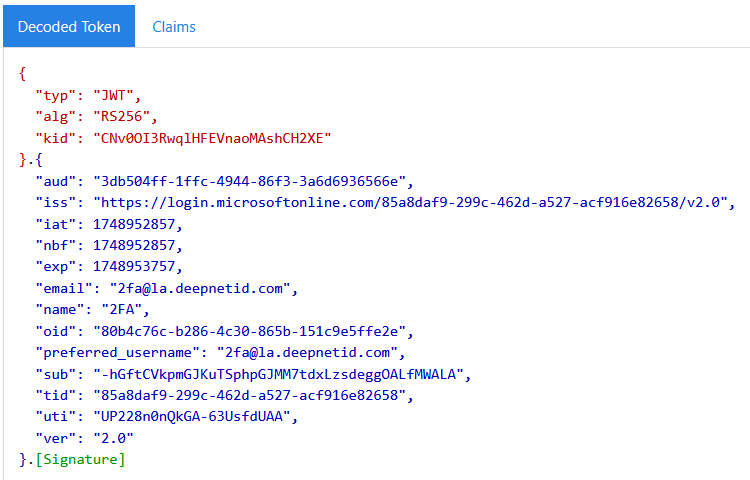 Decoded Token Claims
{
"typ": "JWT",
"alg": "RS256",
"kid": "CNv0OI3RwqlHFEVnaoMAshCH2XE"
}.{
"aud": "3db504ff-1ffc-4944-86f3-3a6d6936566e",
"iss": "https://login.microsoftonline.com/85a8daf9-299c-462d-a527-acf916e82658/v2.0",
"iat": 1748952857,
"nbf": 1748952857,
"exp": 1748953757,
"email": "2fa@la.deepnetid.com",
"name": "2FA",
"oid": "80b4c76c-b286-4c30-865b-151c9e5ffe2e",
"preferred_username": "2fa@la.deepnetid.com",
"sub": "-hGftCVkpmGJKuTSphpGJMM7tdxLzsdeggOALfMWALA",
"tid": "85a8daf9-299c-462d-a527-acf916e82658",
"uti": "UP228n0nQkGA-63UsfdUAA",
"ver": "2.0"
}.[Signature]